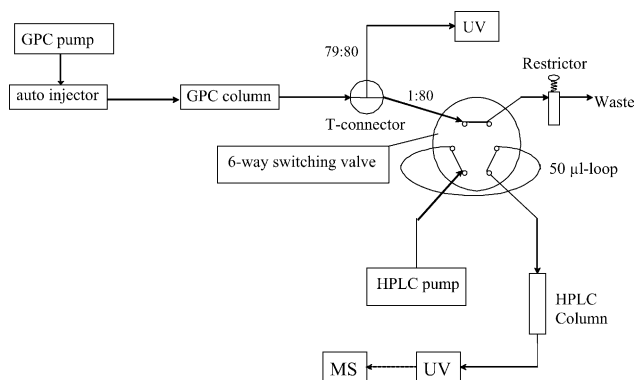 GPC pump
UV
79:80
Restrictor
auto injector
GPC column
1:80
Waste
T-connector
6-way switching valve
50 µl-loop
HPLC pump
HPLC
Column
MS
UV